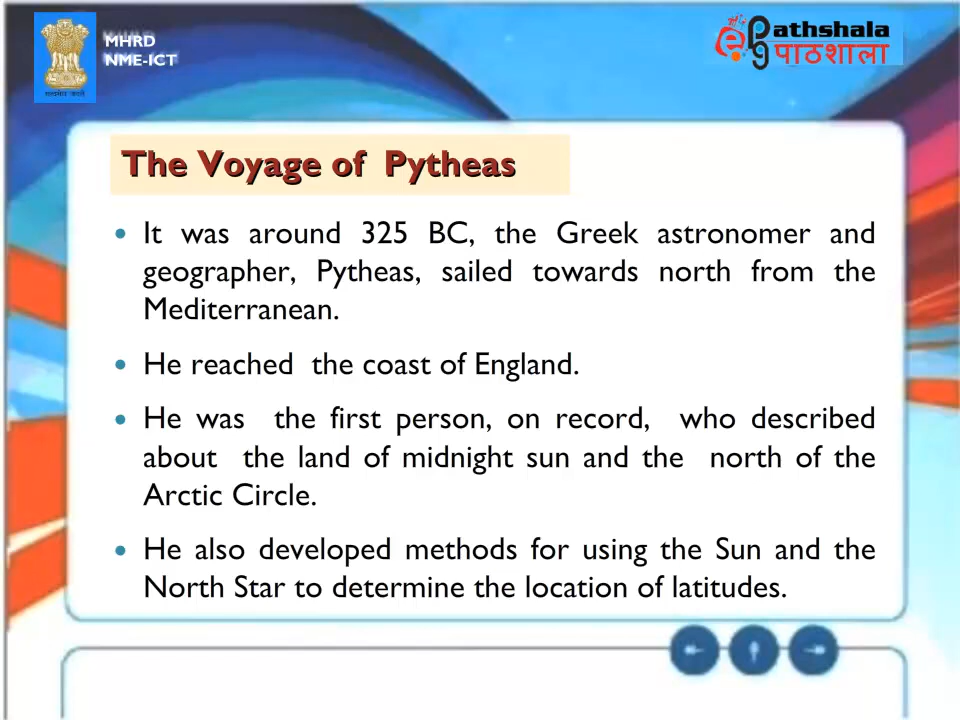 MHRD
NME-ICT
Pathshala
पाठशाला
The Voyage of Pytheas
• It was around 325 BC, the Greek astronomer and
geographer, Pytheas, sailed towards north from the
Mediterranean.
• He reached the coast of England.
• He was the first person, on record, who described
about the land of midnight sun and the north of the
Arctic Circle.
• He also developed methods for using the Sun and the
North Star to determine the location of latitudes.